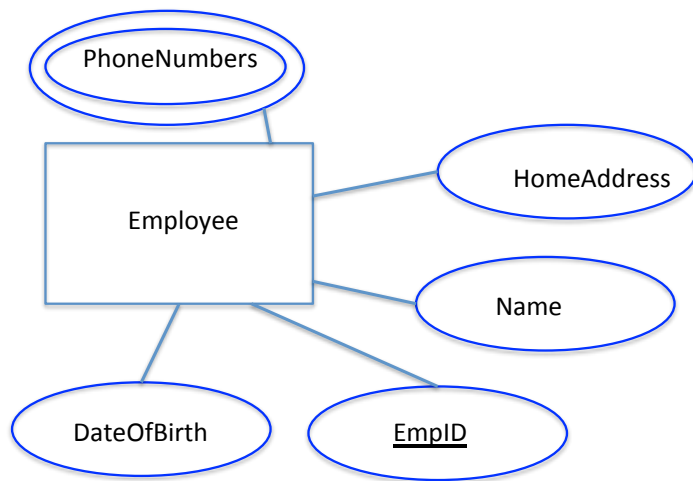 PhoneNumbers
HomeAddress
Employee
Name
DateOfBirth
EmpID